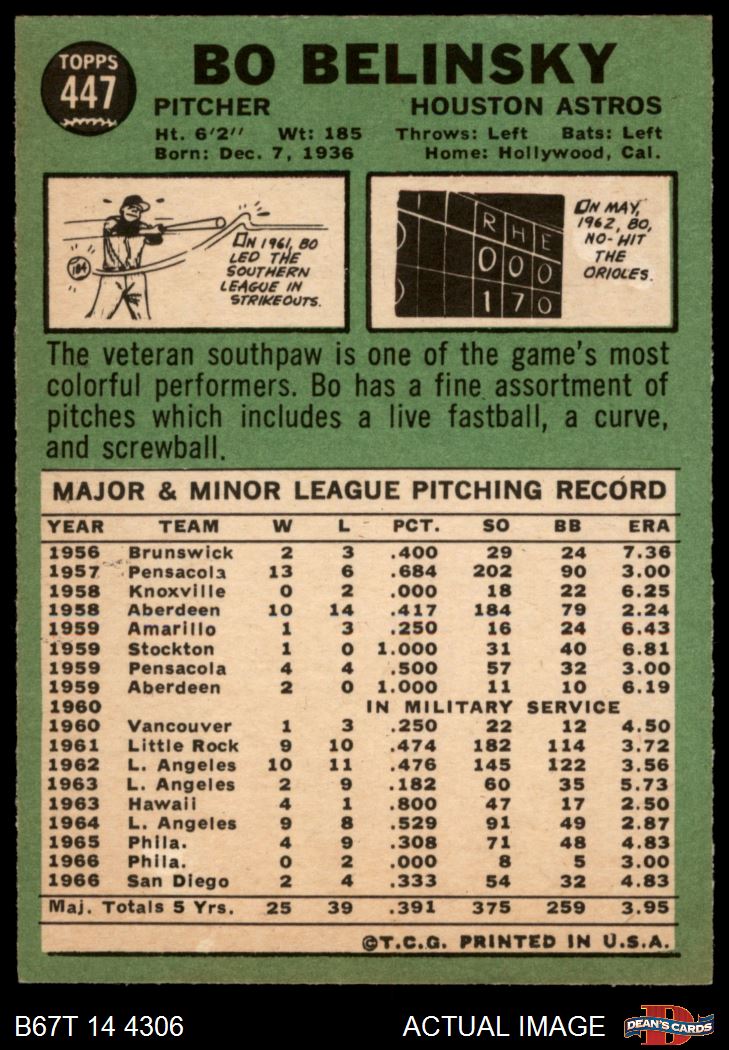 TOPPS
447
BO BELINSKY
PITCHER HOUSTON ASTROS
Ht. 6'2" Wt: 185 Throws: Left Bats: Left
Born: Dec. 7, 1936 Home: Hollywood, Cal.
184
ON 1961, BO
LED THE
SOUTHERN
LEAGUE IN
STRIKEOUTS.
1
R H E
0 0 0
1 7 0
ON MAY,
1962, BO,
NO-HIT
THE
ORIOLES.
The veteran southpaw is one of the game's most
colorful performers. Bo has a fine assortment of
pitches which includes a live fastball, a curve,
and screwball.
MAJOR & MINOR LEAGUE PITCHING RECORD
YEAR TEAM W L PCT. SO BB ERA
1956 Brunswick 2 3 .400 29 24 7.36
1957 Pensacola 13 6 .684 202 90 3.00
1958 Knoxville 0 2 .000 18 22 6.25
1958 Aberdeen 10 14 .417 184 79 2.24
1959 Amarillo 1 3 .250 16 24 6.43
1959 Stockton 1 0 1.000 31 40 6.81
1959 Pensacola 4 4 .500 57 32 3.00
1959 Aberdeen 2 0 1.000 11 10 6.19
1960 IN MILITARY SERVICE
1960 Vancouver 1 3 .250 22 12 4.50
1961 Little Rock 9 10 .474 182 114 3.72
1962 L. Angeles 10 11 .476 145 122 3.56
1963 L. Angeles 2 9 .182 60 35 5.73
1963 Hawaii 4 1 .800 47 17 2.50
1964 L. Angeles 9 8 .529 91 49 2.87
1965 Phila. 4 9 .308 71 48 4.83
1966 Phila. 0 2 .000 8 5 3.00
1966 San Diego 2 4 .333 54 32 4.83
Maj. Totals 5 Yrs. 25 39 .391 375 259 3.95
©T.C.G. PRINTED IN U.S.A.
B67T 14 4306 ACTUAL IMAGE
DEAN'S CARDS